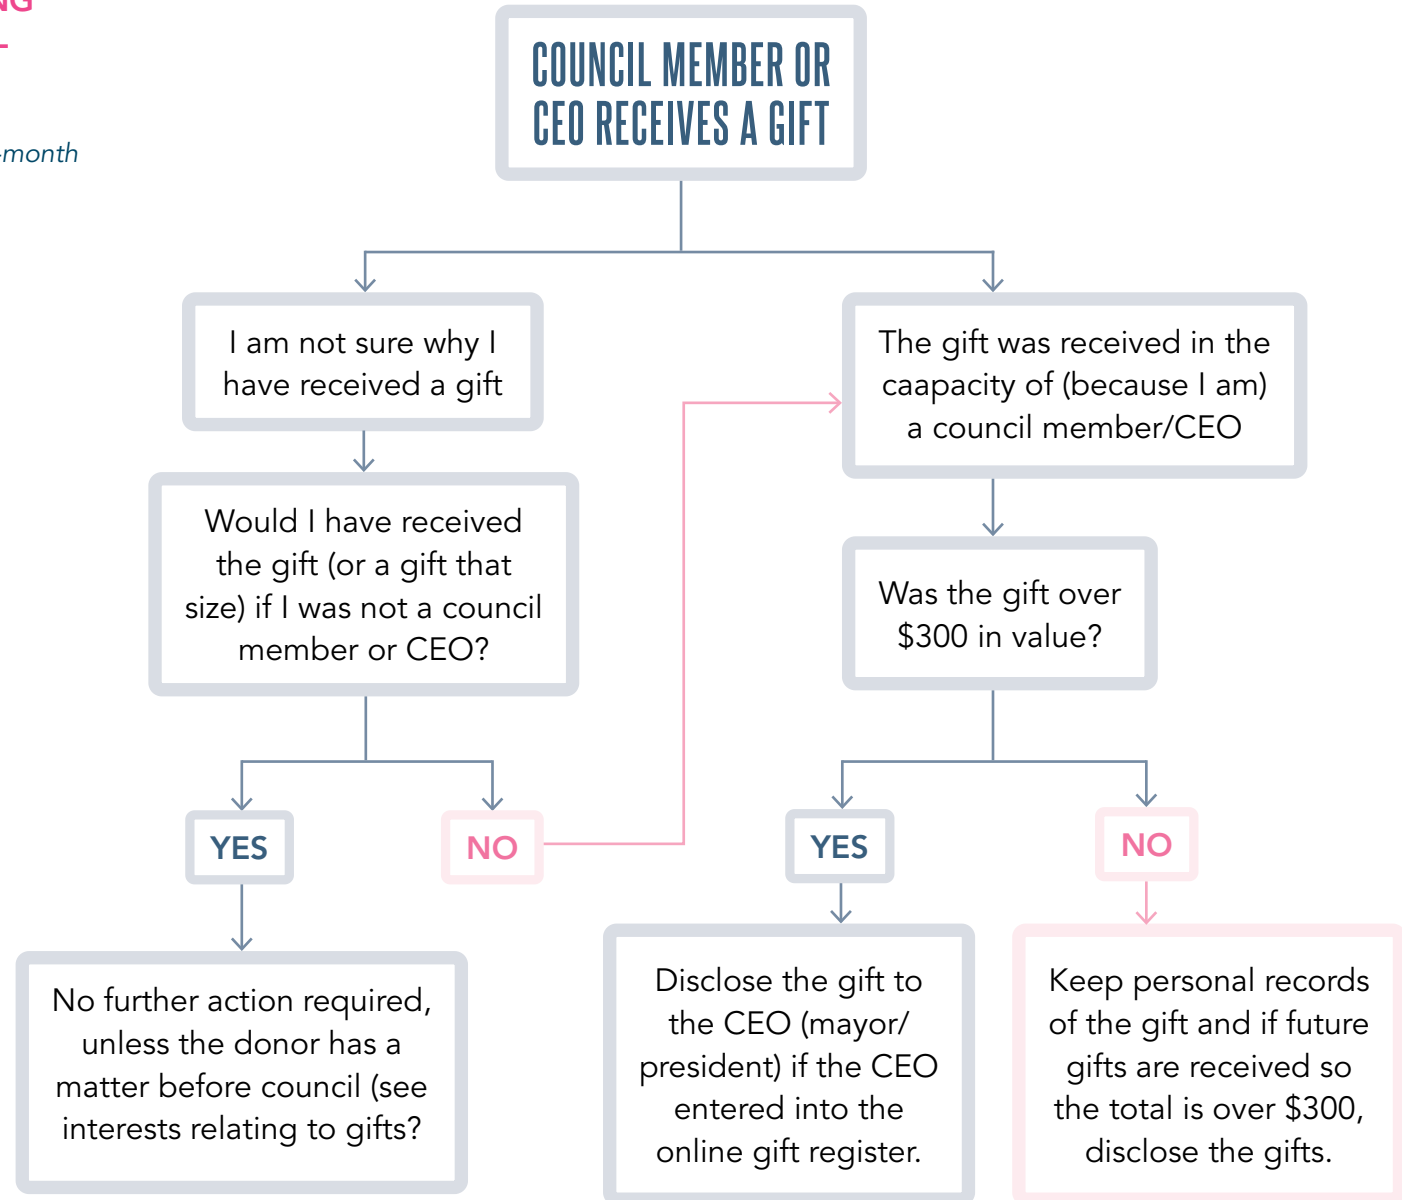 NG
-month
COUNCIL MEMBER OR
CEO RECEIVES A GIFT
I am not sure why I
have received a gift
The gift was received in the
caapacity of (because I am)
a council member/CEO
Would I have received
the gift (or a gift that
size) if I was not a council
member or CEO?
Was the gift over
$300 in value?
YES
NO
YES
NO
No further action required,
unless the donor has a
matter before council (see
interests relating to gifts?
Disclose the gift to
the CEO (mayor/
president) if the CEO
entered into the
online gift register.
Keep personal records
of the gift and if future
gifts are received so
the total is over $300,
disclose the gifts.